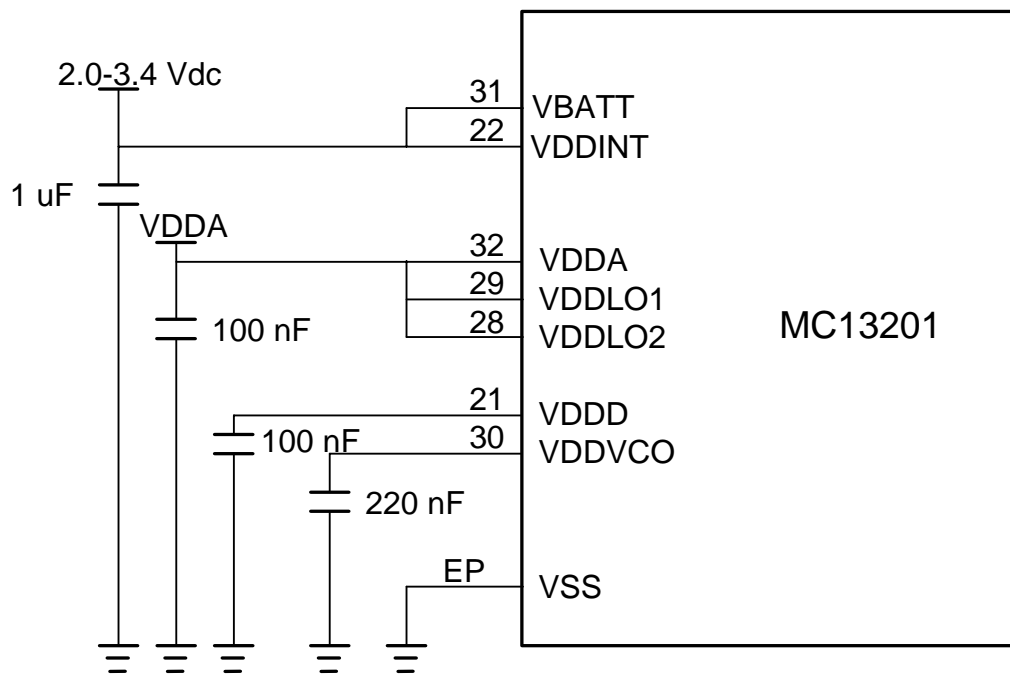 2.0-3.4 Vdc
31
VBATT
22
VDDINT
1 uF
VDDA
32
VDDA
29
VDDLO1
100 nF
28
VDDLO2
MC13201
21
VDDD
100 nF
30
VDDVCO
220 nF
EP
VSS